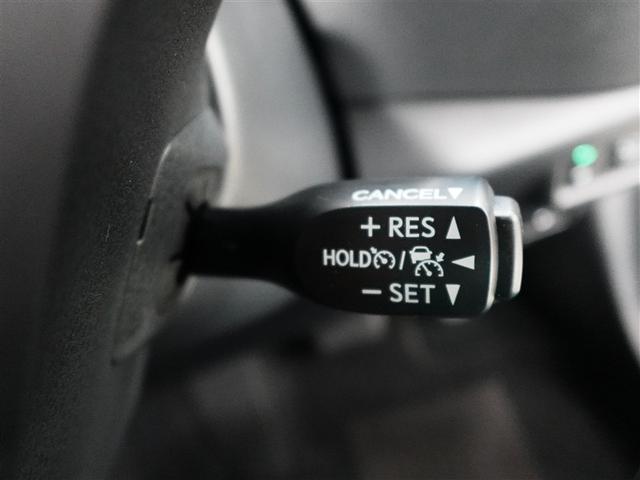 CANCEL▼
+ RES ▲
HOLD / ◄
− SET ▼